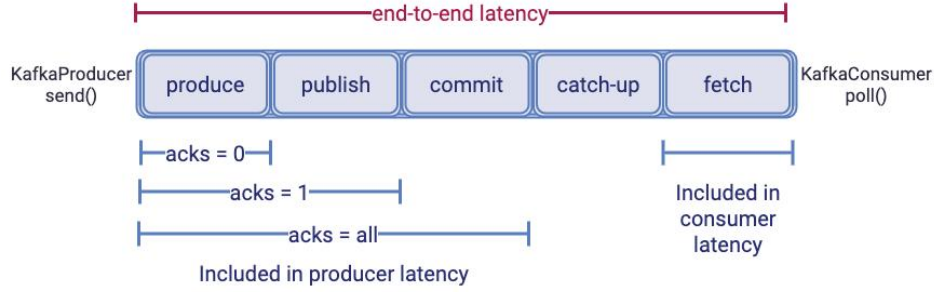 end-to-end latency
KafkaProducer
send()
produce
publish
commit
catch-up
fetch
KafkaConsumer
poll()
acks = 0
acks = 1
acks = all
Included in producer latency
Included in
consumer
latency